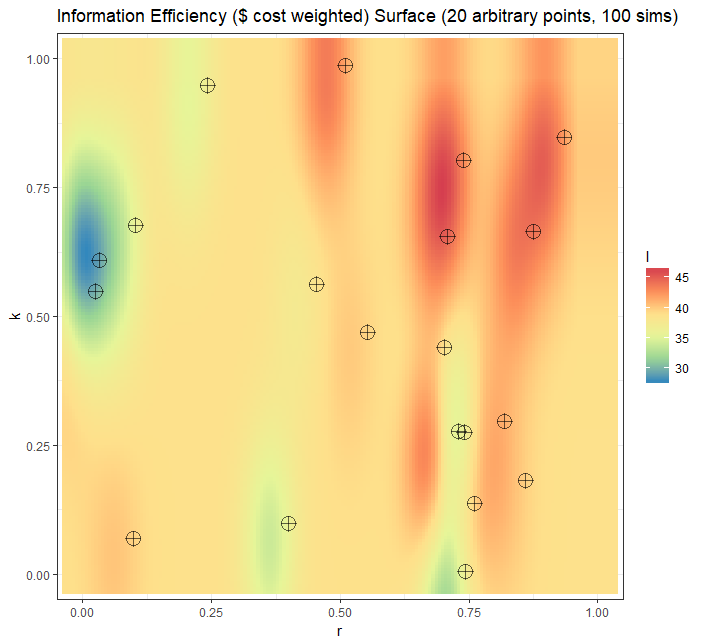 Information Efficiency ($ cost weighted) Surface (20 arbitrary points, 100 sims)
1.00
0.75
0.50
0.25
0.00
k
0.00 0.25 0.50 0.75 1.00
r
I
45
40
35
30